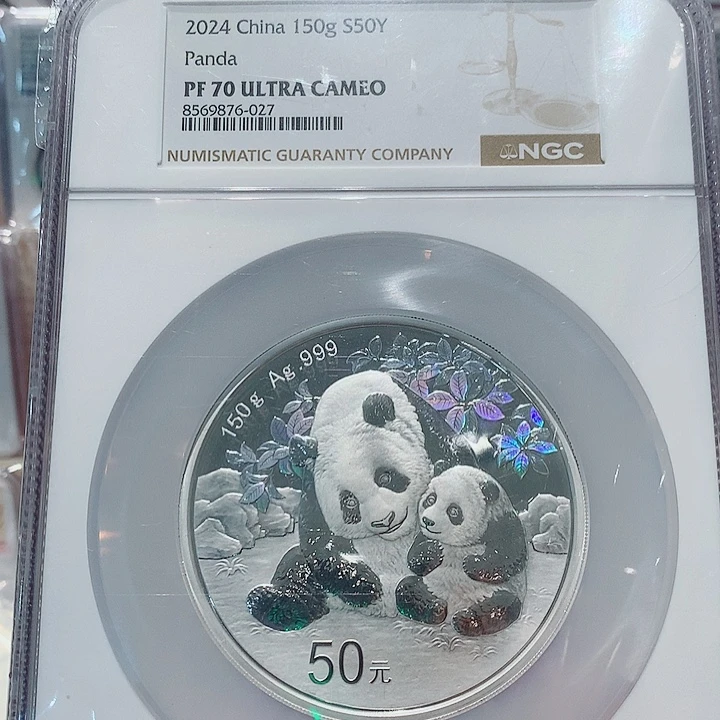 2024 China 150g S50Y
Panda
PF 70 ULTRA CAMEO
8569876-027
NUMISMATIC GUARANTY COMPANY
NGC
150g Ag .999
50元